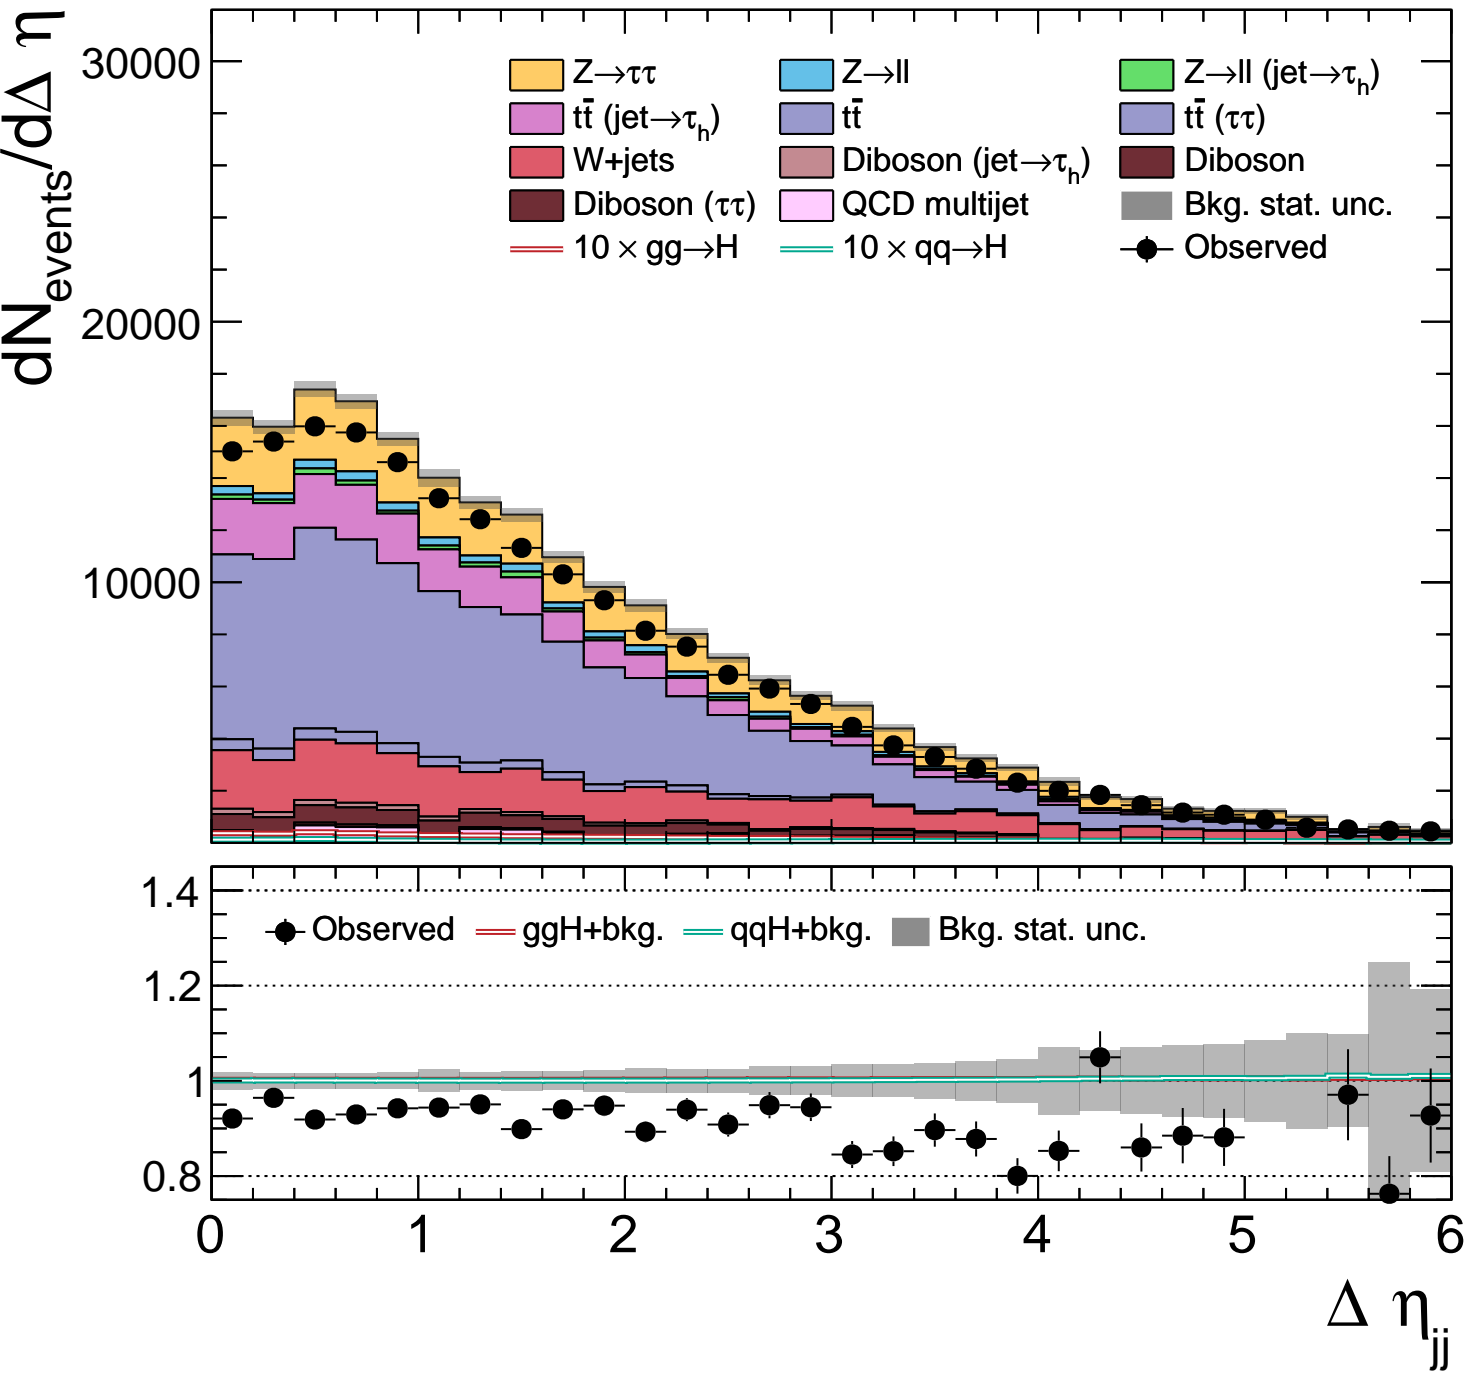 dN_events/dΔ η
30000
20000
10000
Z→ττ
Z→ll
Z→ll (jet→τ_h)
tt̄ (jet→τ_h)
tt̄
tt̄ (ττ)
W+jets
Diboson (jet→τ_h)
Diboson
Diboson (ττ)
QCD multijet
Bkg. stat. unc.
10 × gg→H
10 × qq→H
Observed
1.4
1.2
1
0.8
Observed
ggH+bkg.
qqH+bkg.
Bkg. stat. unc.
0 1 2 3 4 5 6
Δ η_jj